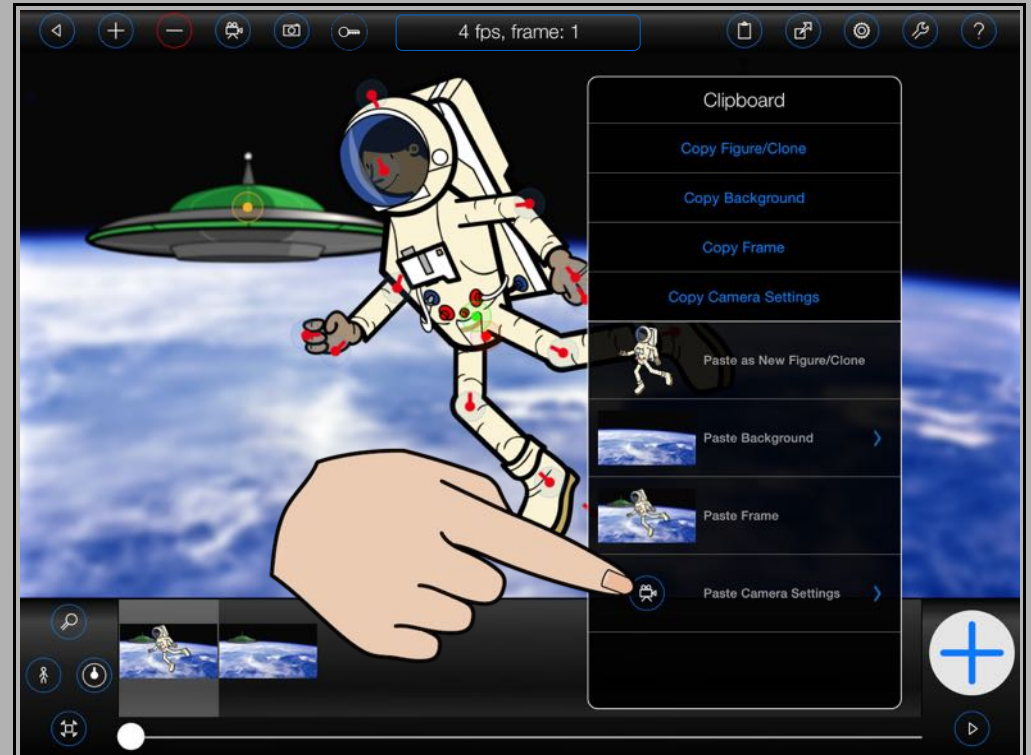 4 fps, frame: 1
?
Clipboard
Copy Figure/Clone
Copy Background
Copy Frame
Copy Camera Settings
Paste as New Figure/Clone
Paste Background
Paste Frame
Paste Camera Settings